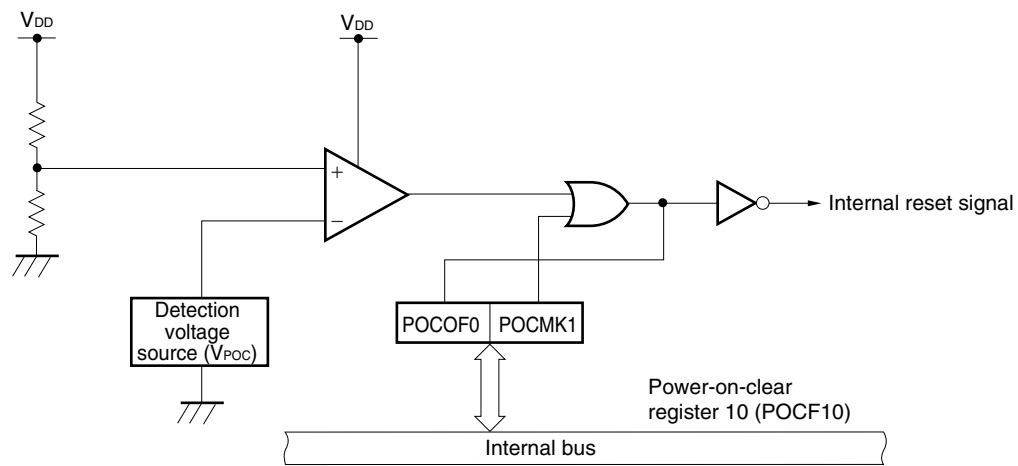 VDD
VDD
+
−
Internal reset signal
Detection
voltage
source (VPOC)
POCOF0
POCMK1
Power-on-clear
register 10 (POCF10)
Internal bus